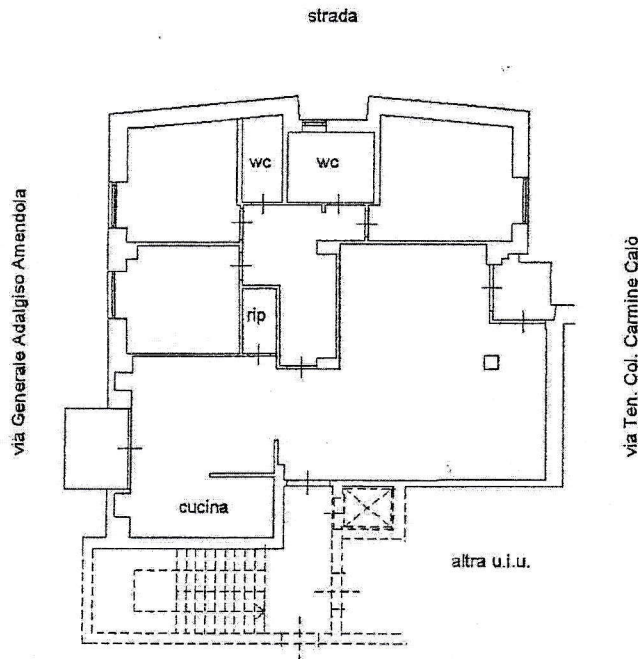 strada
wc
wc
via Generale Adalgiso Amendola
via Ten. Col. Carmine Calò
rip
cucina
altra u.i.u.